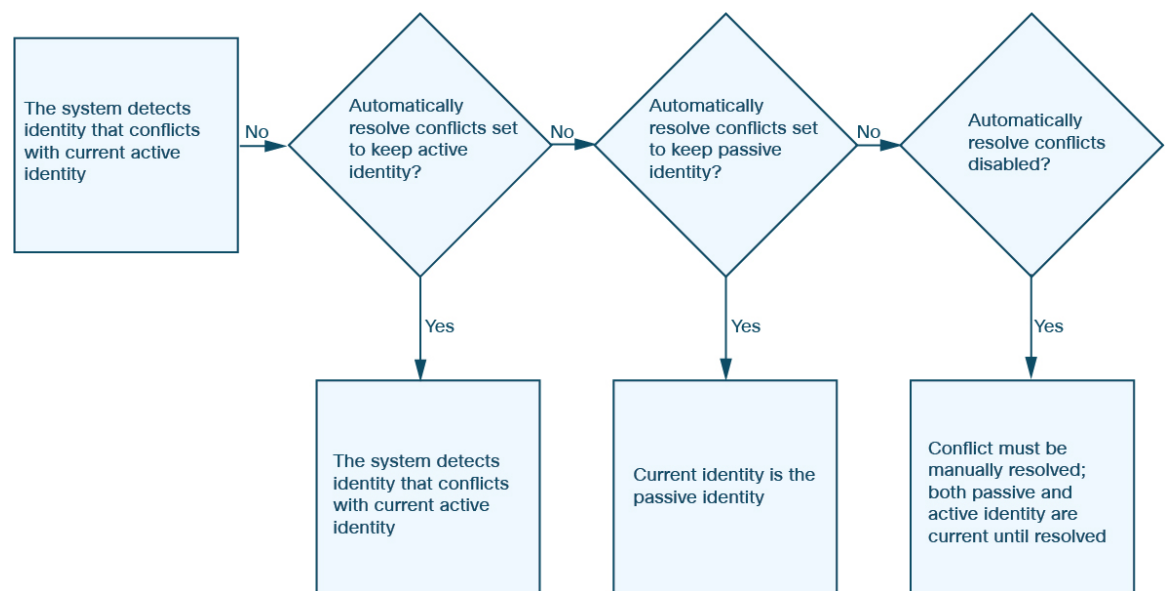 The system detects
identity that conflicts
with current active
identity
No
Automatically
resolve conflicts set
to keep active
identity?
No
Automatically
resolve conflicts set
to keep passive
identity?
No
Automatically
resolve conflicts
disabled?
Yes
Yes
Yes
The system detects
identity that conflicts
with current active
identity
Current identity is the
passive identity
Conflict must be
manually resolved;
both passive and
active identity are
current until resolved